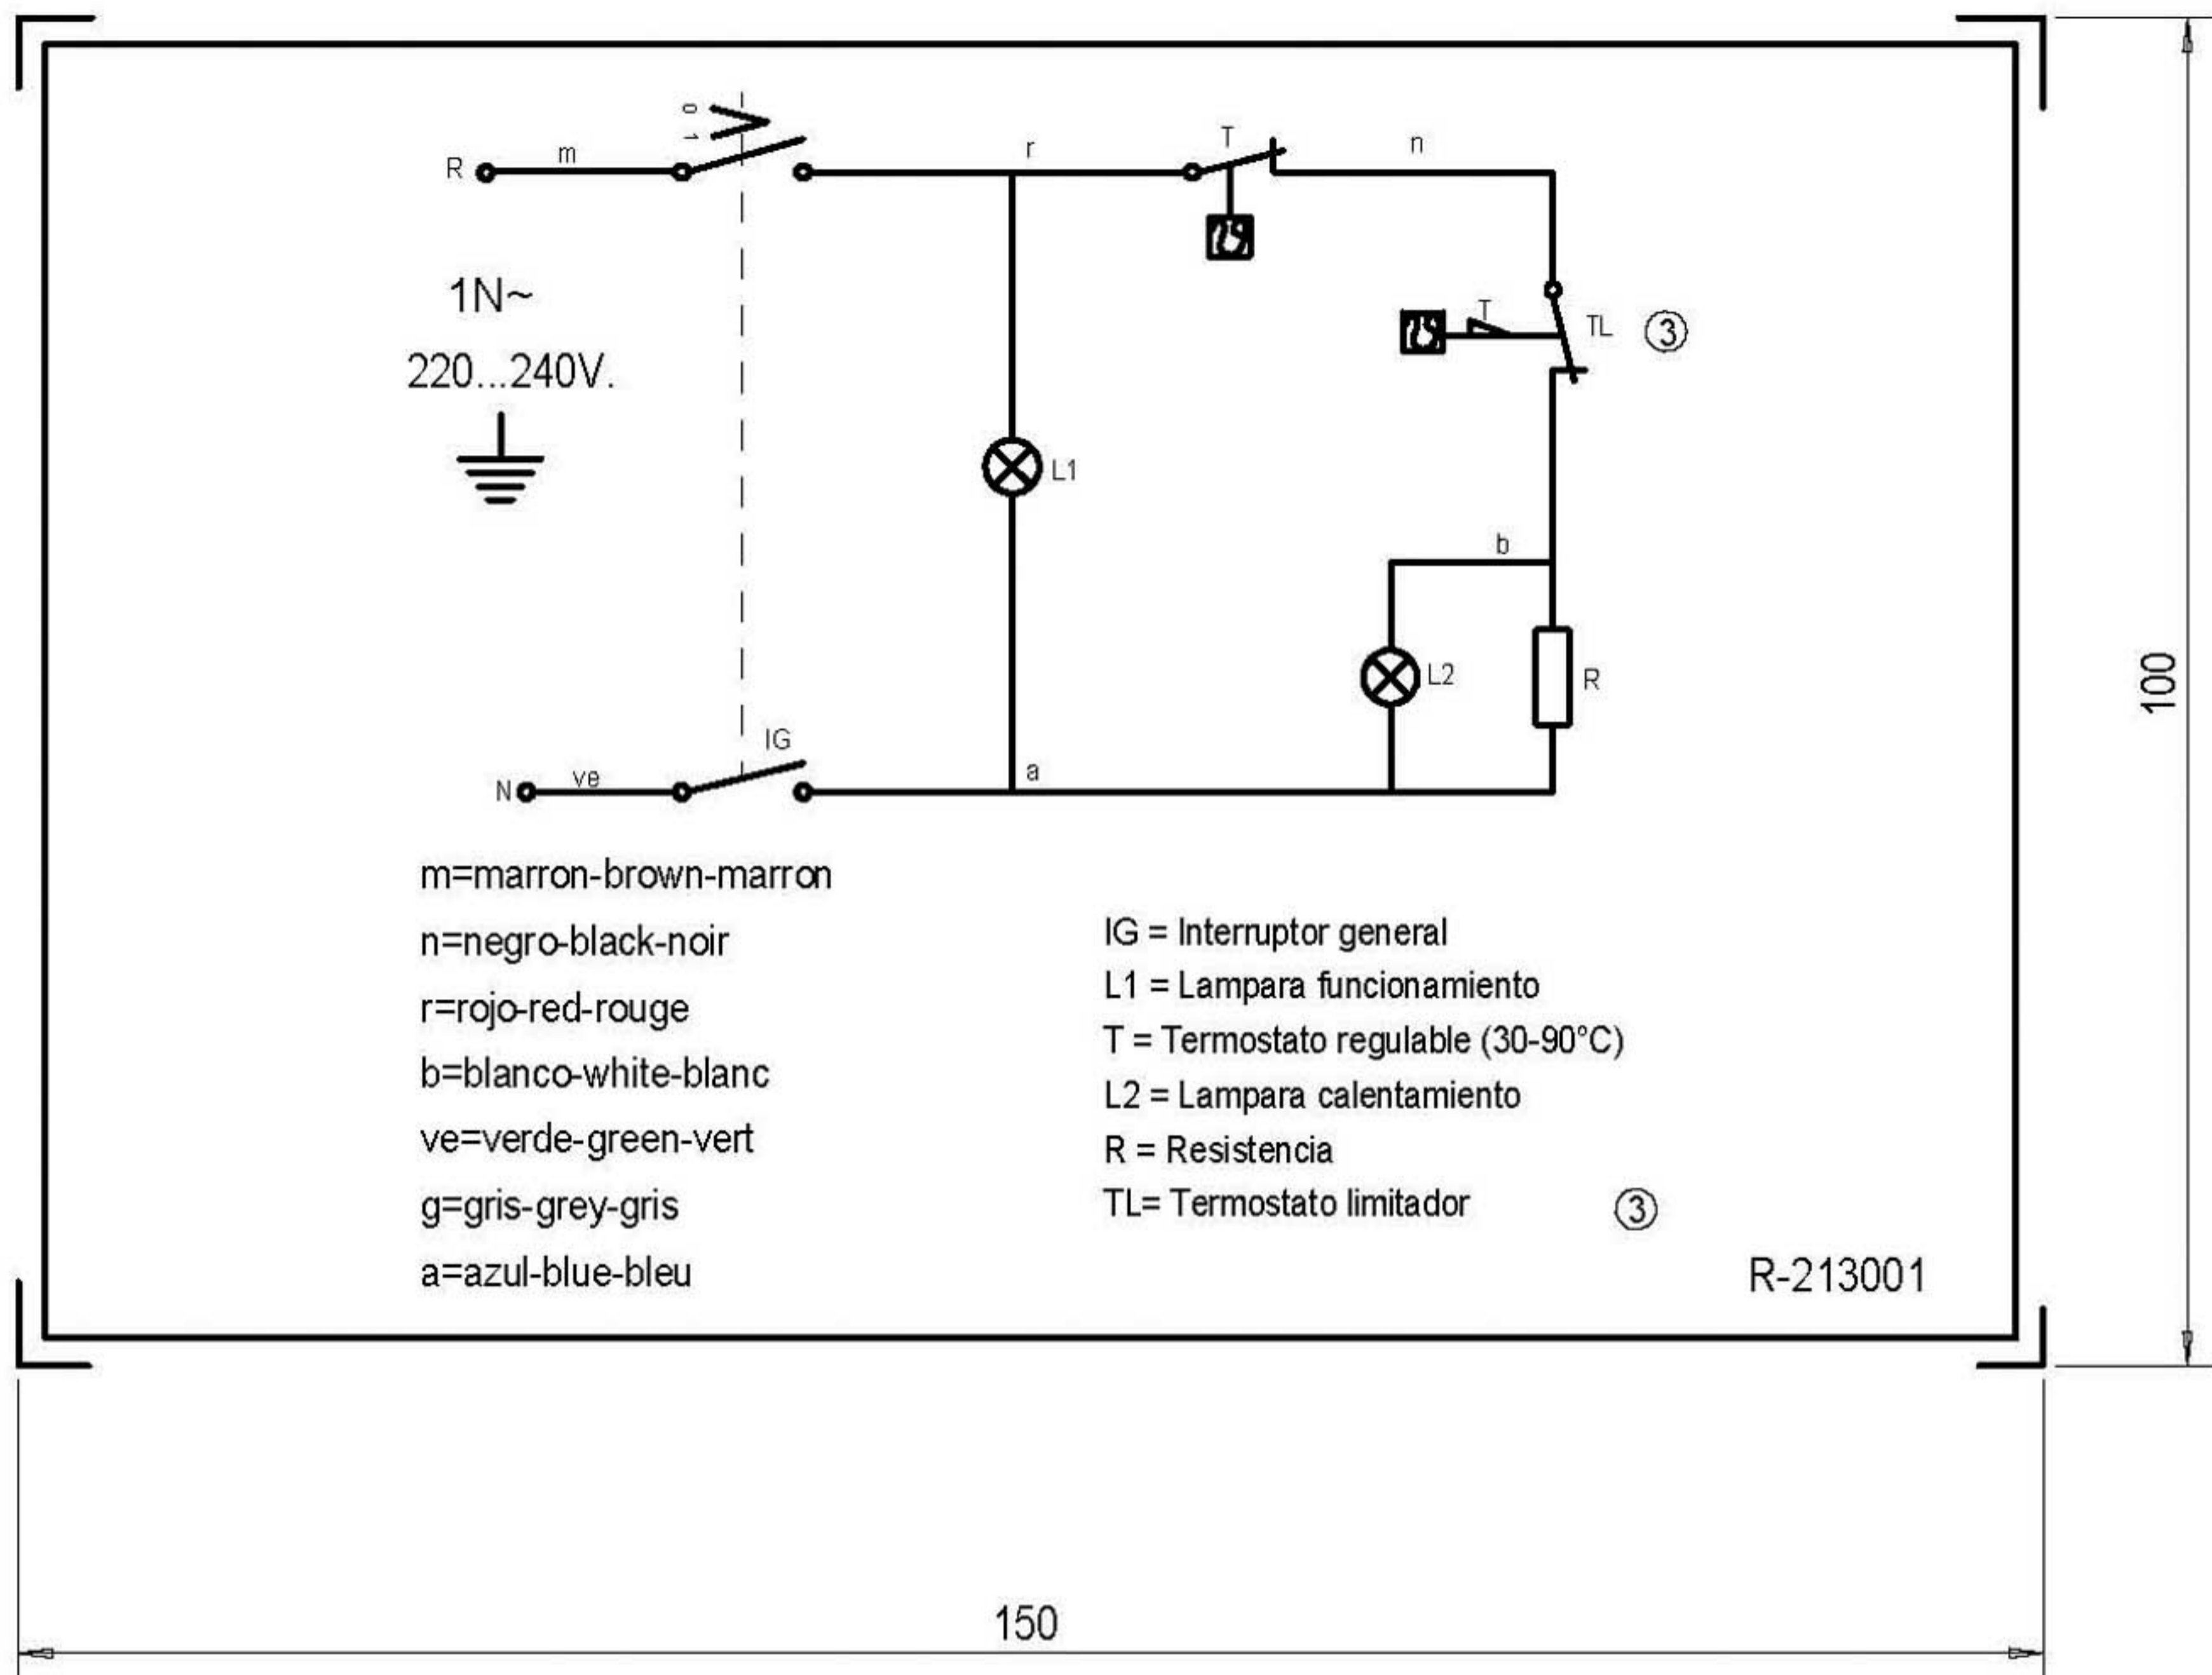 0
1
T
R
m
r
n
1N~
220...240V.
T
TL
3
L1
b
L2
R
IG
N
ve
a
m=marron-brown-marron
n=negro-black-noir
r=rojo-red-rouge
b=blanco-white-blanc
ve=verde-green-vert
g=gris-grey-gris
a=azul-blue-bleu
IG = Interruptor general
L1 = Lampara funcionamiento
T = Termostato regulable (30-90°C)
L2 = Lampara calentamiento
R = Resistencia
TL= Termostato limitador
3
R-213001
100
150